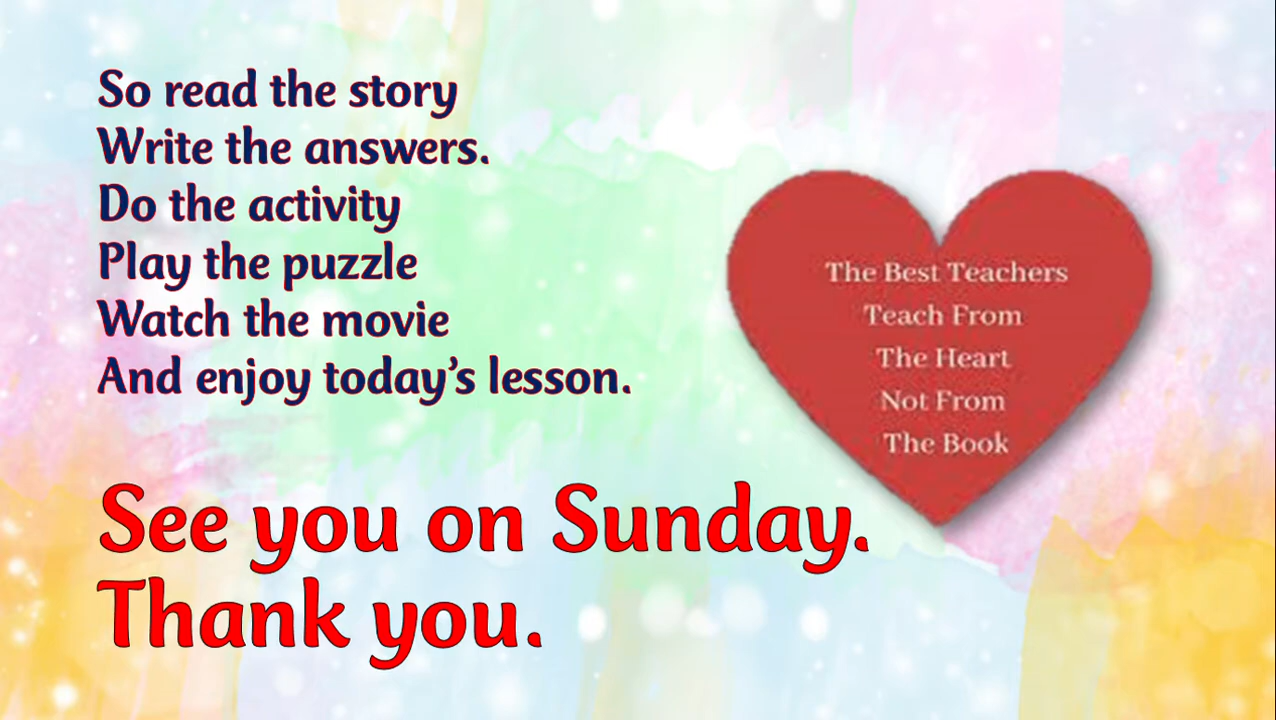 So read the story
Write the answers.
Do the activity
Play the puzzle
Watch the movie
And enjoy today’s lesson.
The Best Teachers
Teach From
The Heart
Not From
The Book
See you on Sunday.
Thank you.